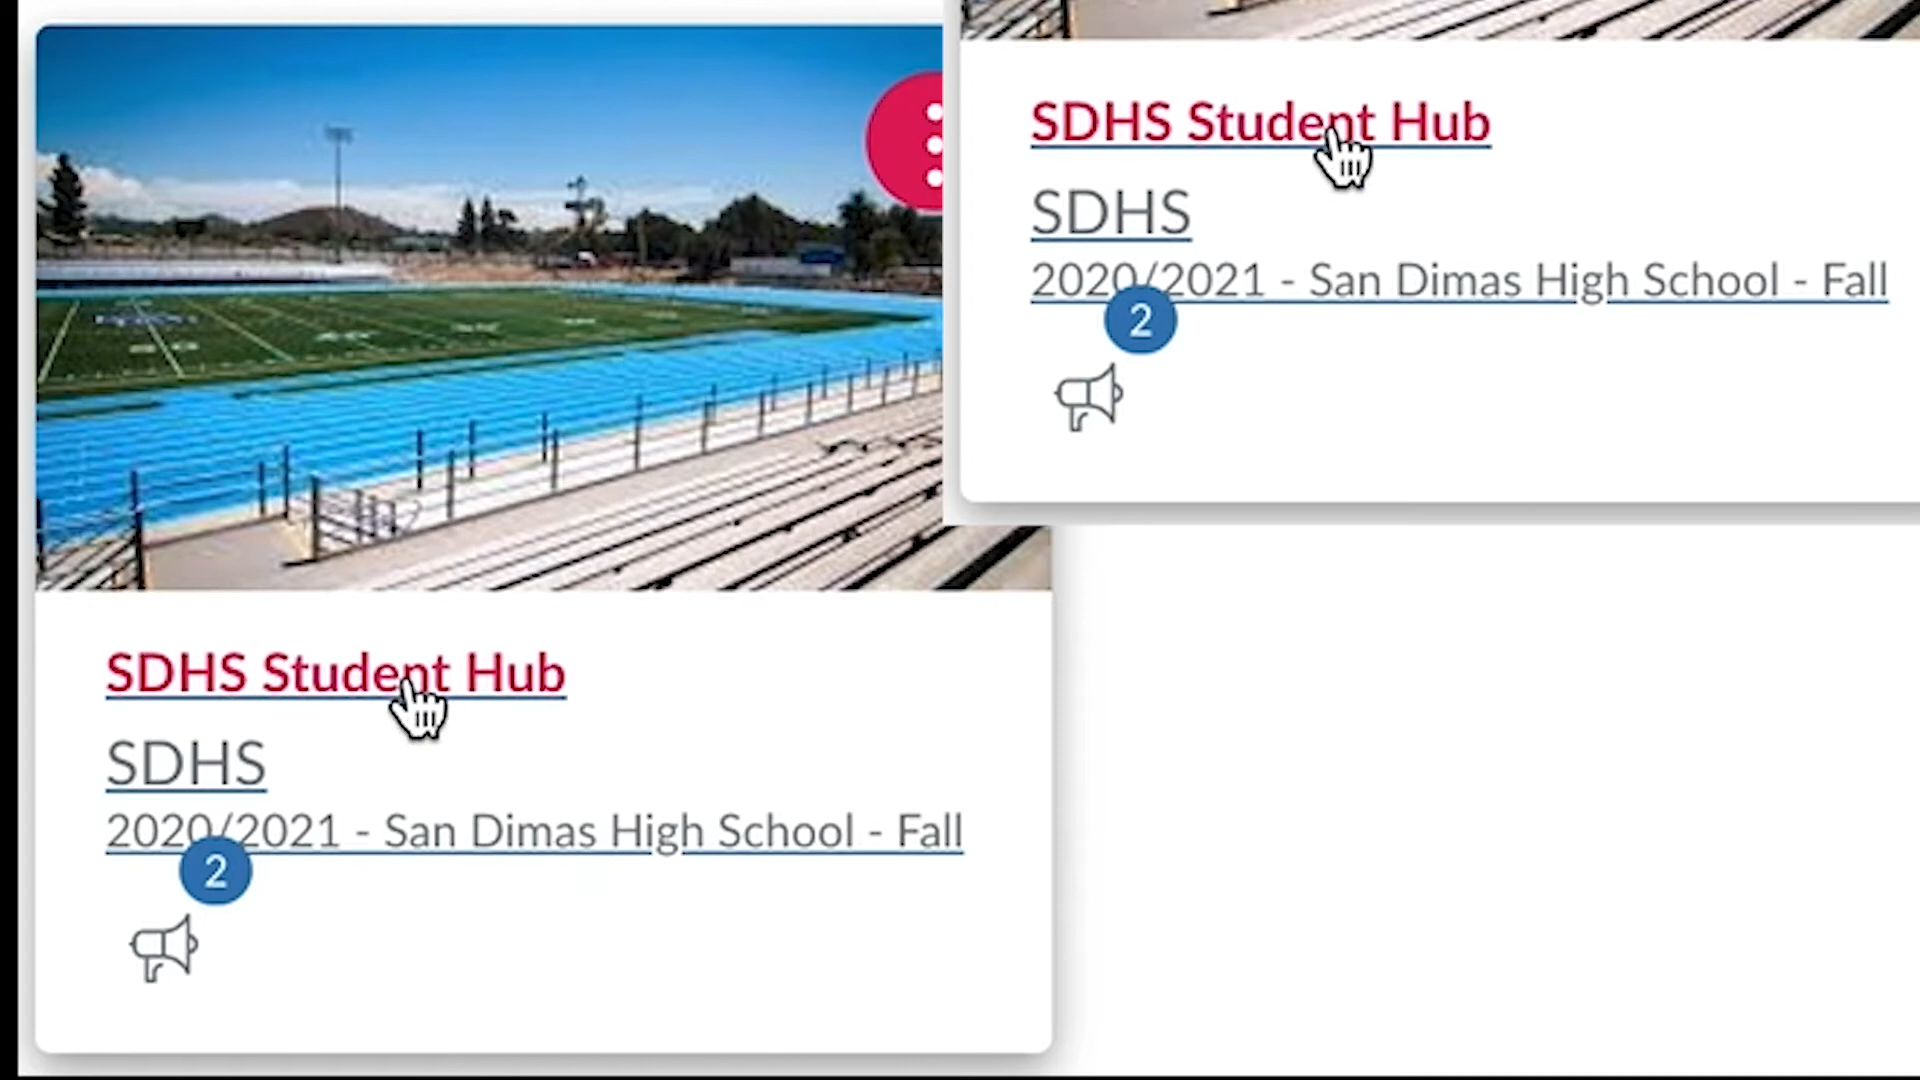 SDHS Student Hub
SDHS
2020/2021 - San Dimas High School - Fall
2
SDHS Student Hub
SDHS
2020/2021 - San Dimas High School - Fall
2